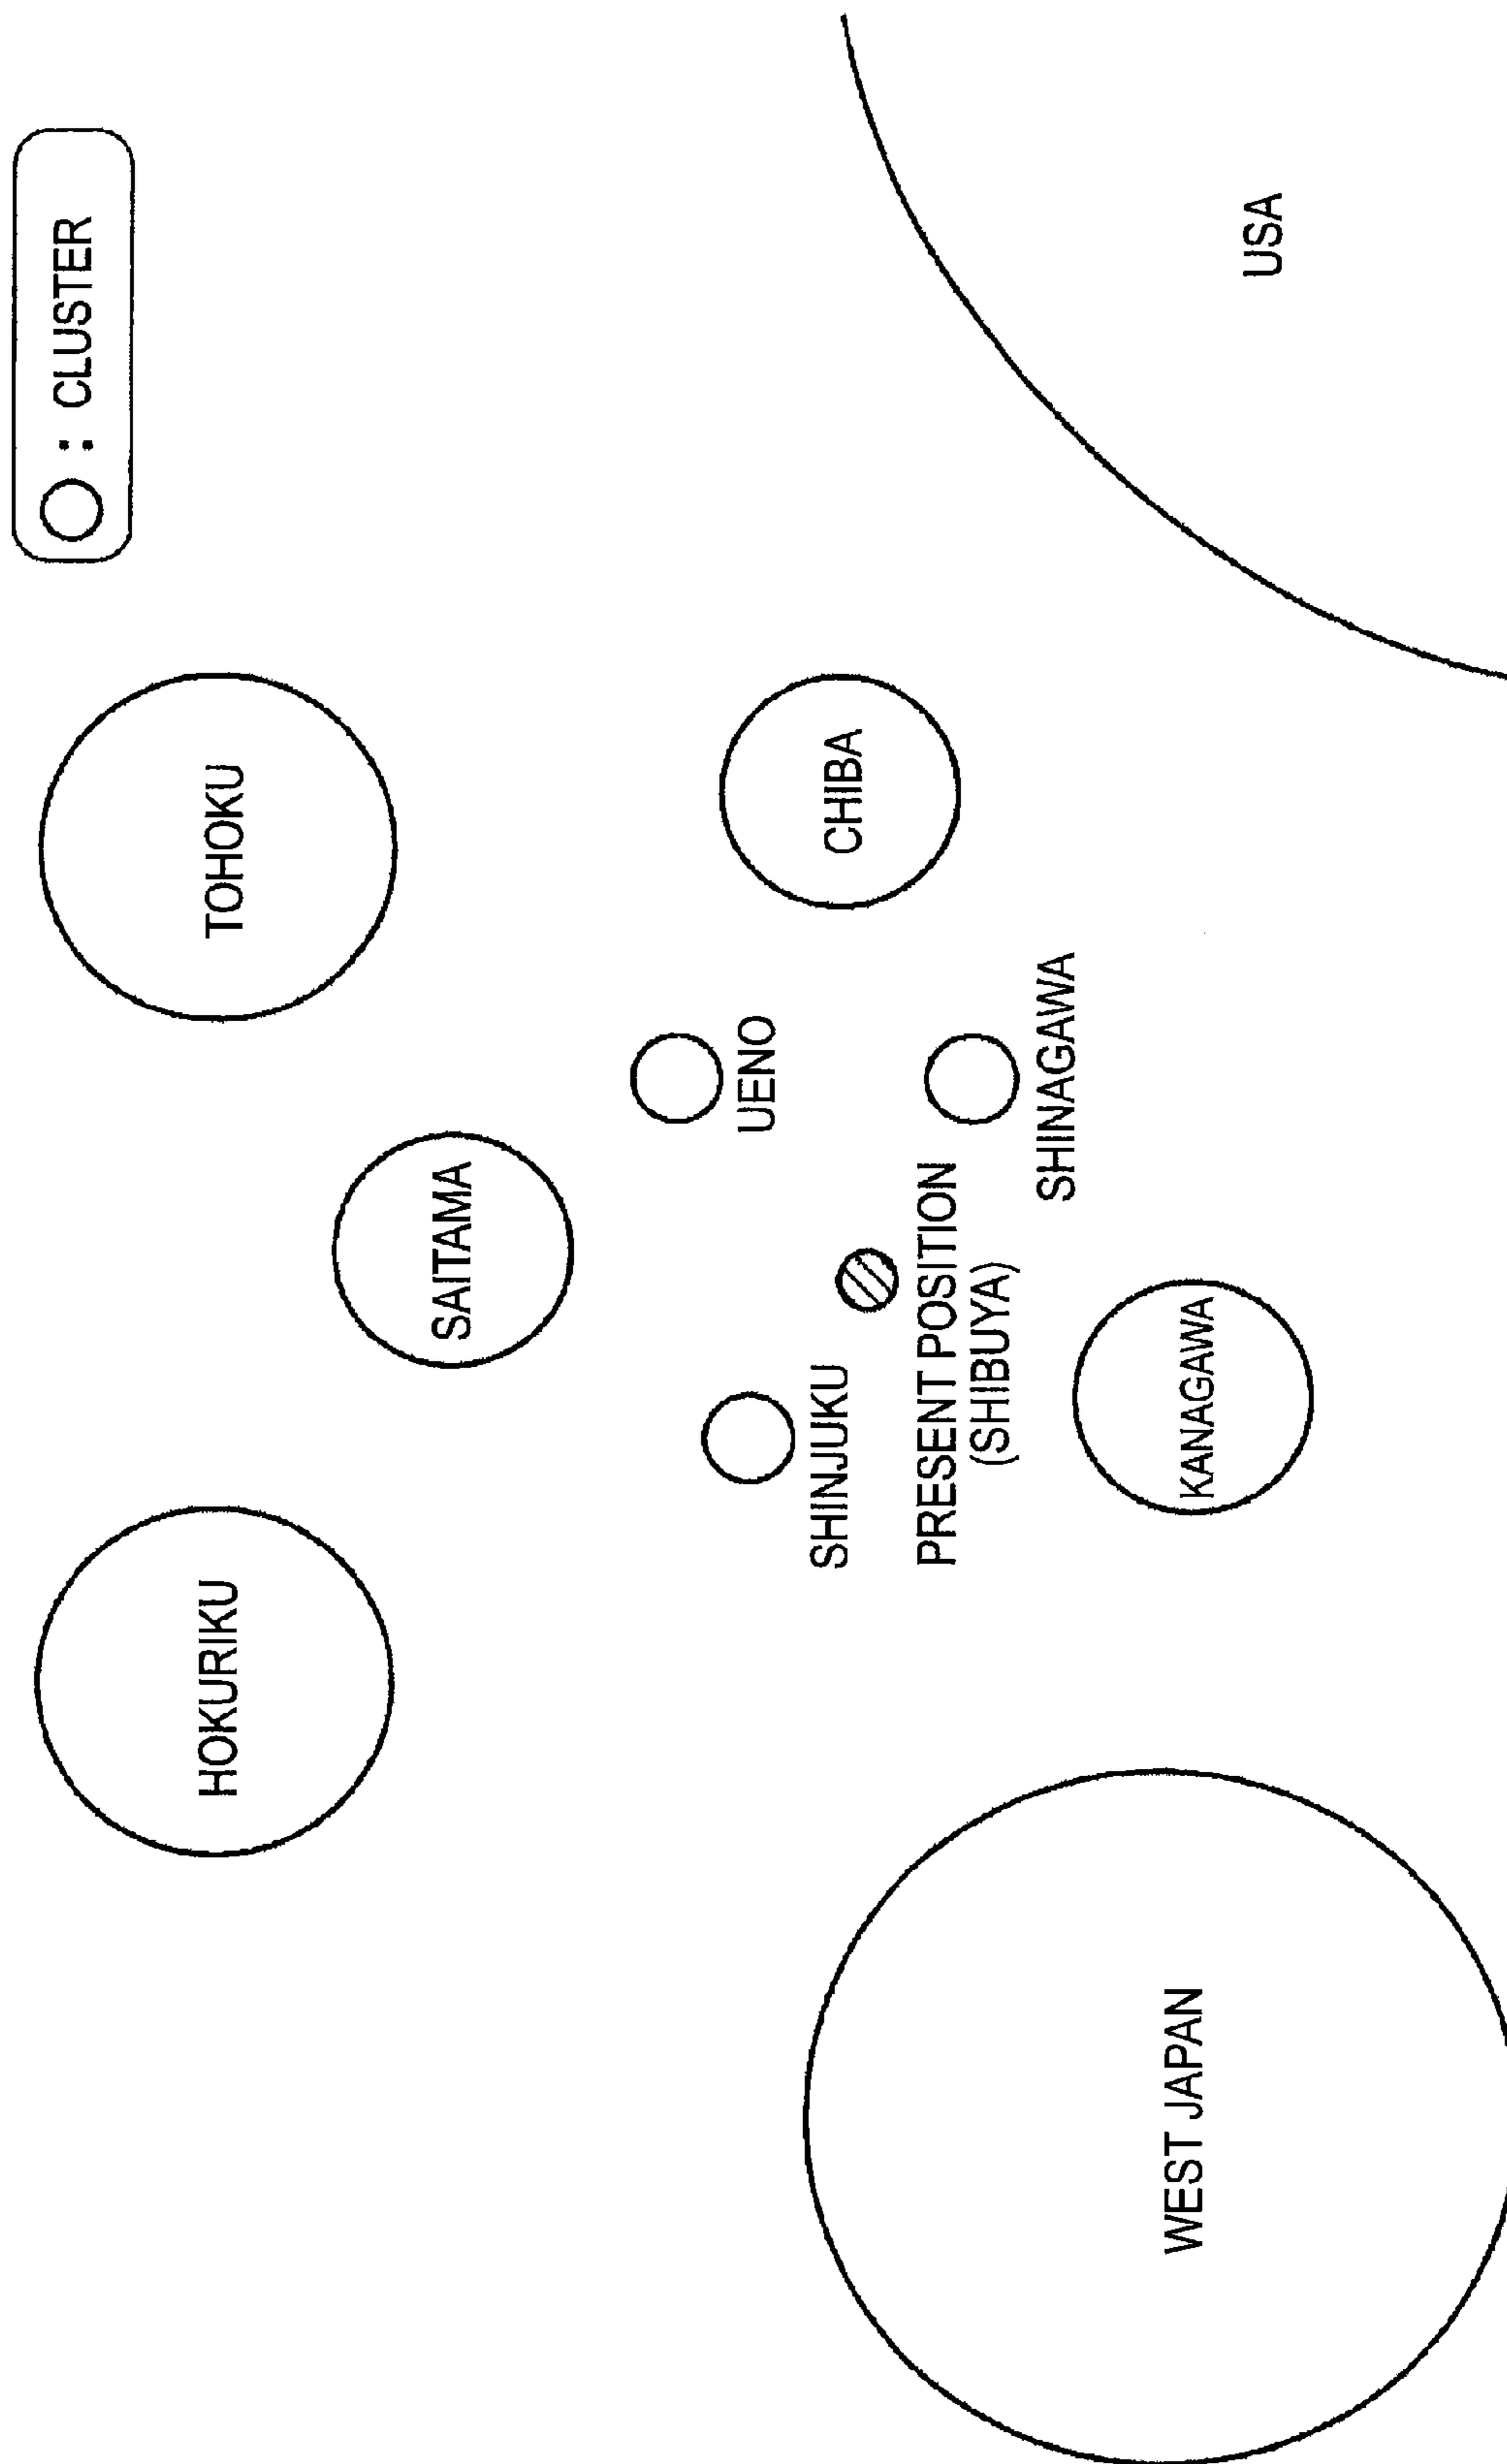 : CLUSTER
HOKURIKU
TOHOKU
SAITAMA
UENO
SHINJUKU
CHIBA
PRESENT POSITION
(SHIBUYA)
SHINAGAWA
KANAGAWA
WEST JAPAN
USA